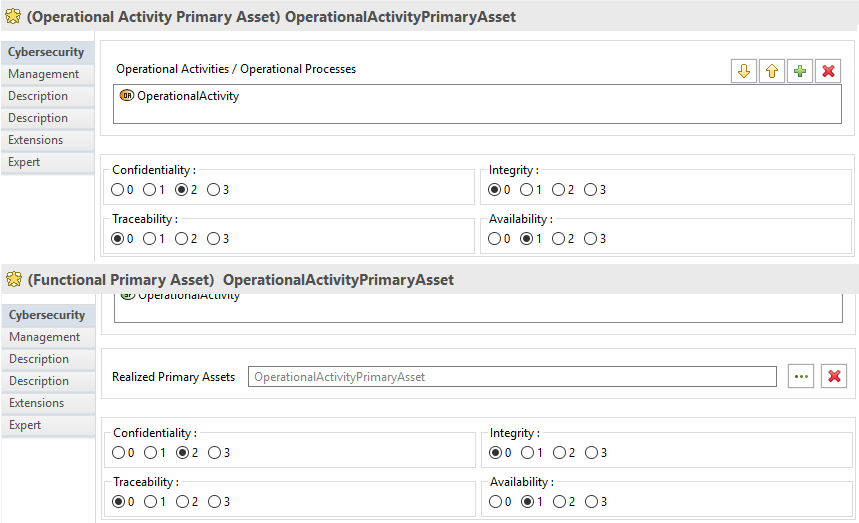 (Operational Activity Primary Asset) OperationalActivityPrimaryAsset
Cybersecurity
Management
Description
Description
Extensions
Expert
Operational Activities / Operational Processes
OA OperationalActivity
Confidentiality :
0 1 2 3
Integrity :
0 1 2 3
Traceability :
0 1 2 3
Availability :
0 1 2 3
(Functional Primary Asset) OperationalActivityPrimaryAsset
Cybersecurity
Management
Description
Description
Extensions
Expert
OperationalActivity
Realized Primary Assets OperationalActivityPrimaryAsset ...
Confidentiality :
0 1 2 3
Integrity :
0 1 2 3
Traceability :
0 1 2 3
Availability :
0 1 2 3